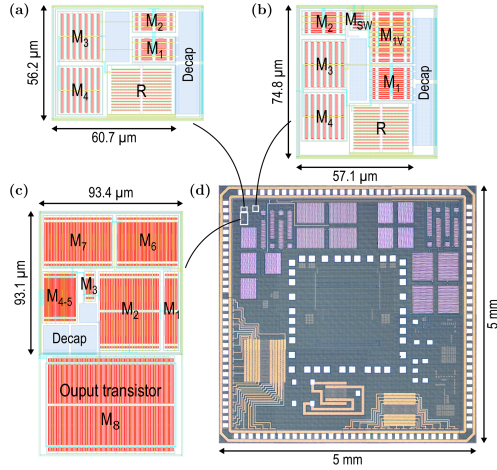 (a)
56.2 µm
M3
M2
M1
M4
R
Decap
60.7 µm
(b)
74.8 µm
M2
MSW
M1V
M3
M1
M4
R
Decap
57.1 µm
(c)
93.4 µm
93.1 µm
M7
M6
M4-5
M3
M2
M1
Decap
Ouput transistor
M8
(d)
5 mm
5 mm